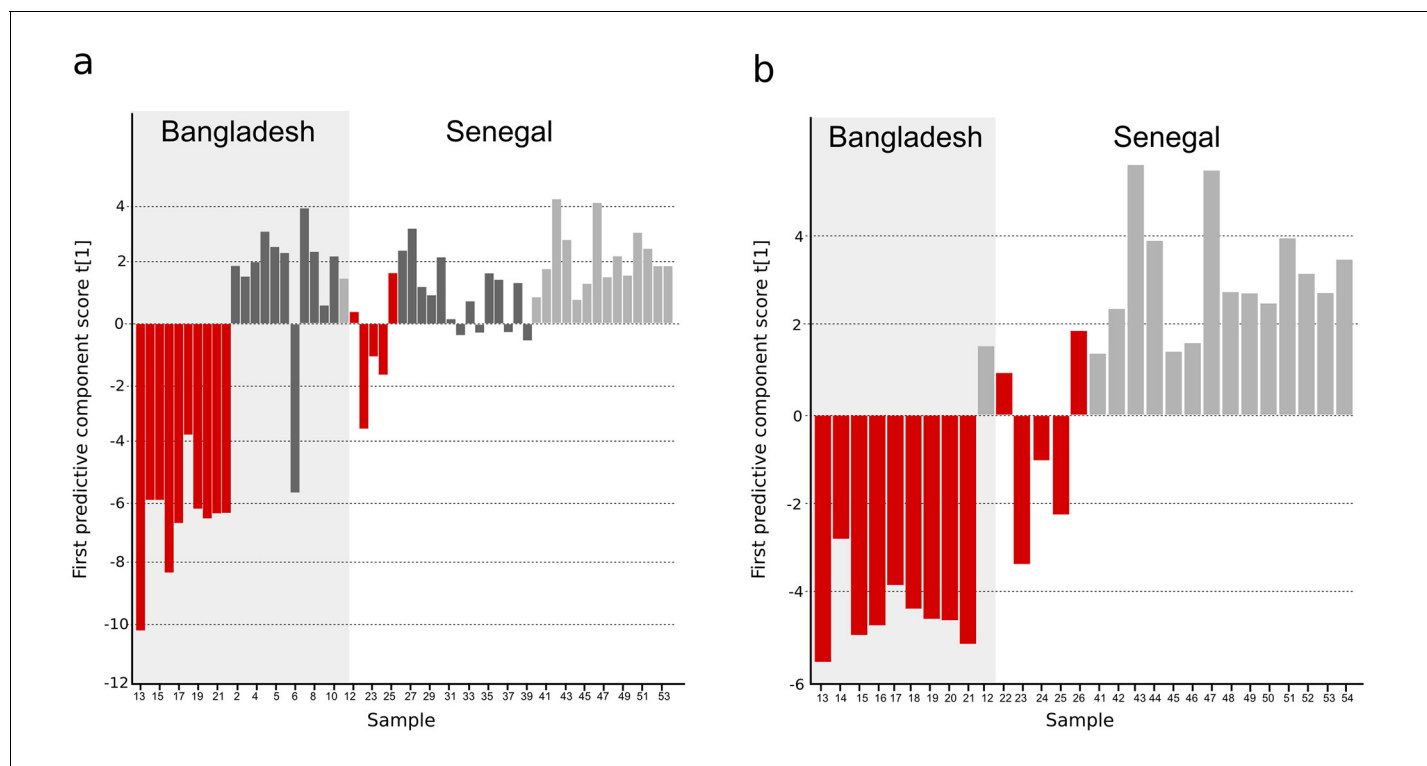 a
Bangladesh
Senegal
First predictive component score t[1]
4
2
0
-2
-4
-6
-8
-10
-12
13 15 17 19 21 2 4 5 6 8 10 12 23 25 27 29 31 33 35 37 39 41 43 45 47 49 51 53
Sample
b
Bangladesh
Senegal
First predictive component score t[1]
4
2
0
-2
-4
-6
13 14 15 16 17 18 19 20 21 12 22 23 24 25 26 41 42 43 44 45 46 47 48 49 50 51 52 53 54
Sample